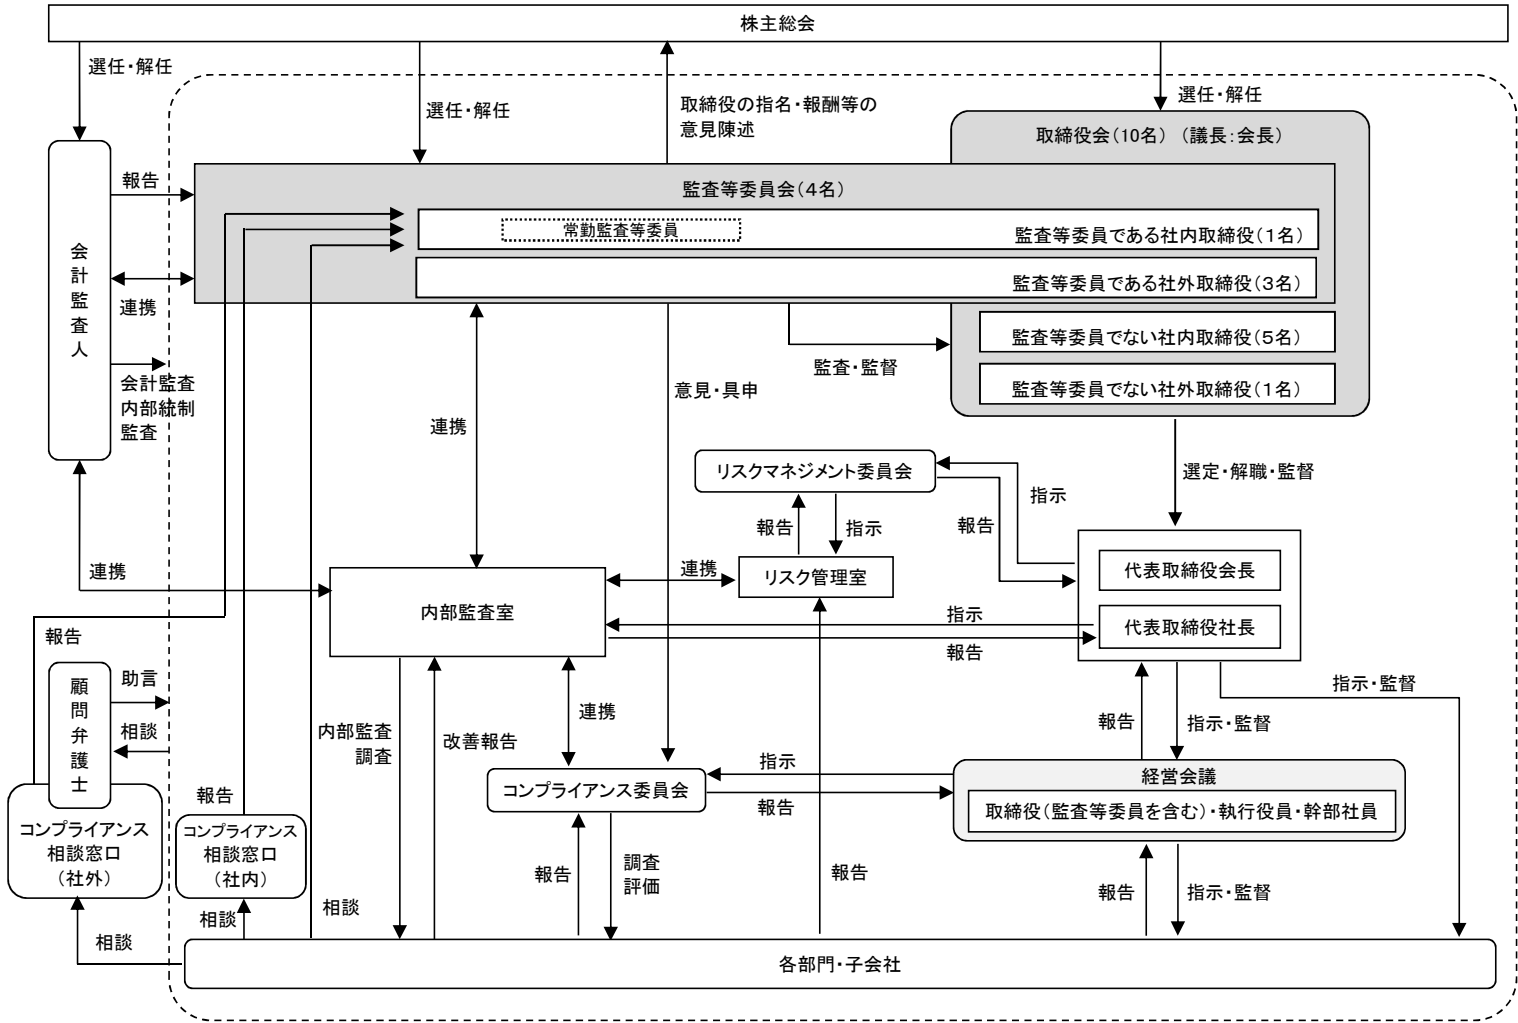 株主総会
選任・解任
選任・解任
取締役の指名・報酬等の
意見陳述
選任・解任
取締役会(10名) (議長:会長)
報告
監査等委員会(4名)
常勤監査等委員
監査等委員である社内取締役(1名)
会計監査人
連携
監査等委員である社外取締役(3名)
監査等委員でない社内取締役(5名)
監査・監督
会計監査
内部統制
監査
意見・具申
監査等委員でない社外取締役(1名)
連携
リスクマネジメント委員会
選定・解職・監督
指示
報告
指示
報告
連携
連携
リスク管理室
代表取締役会長
内部監査室
指示
代表取締役社長
報告
報告
助言
顧問弁護士
相談
指示・監督
内部監査
調査
改善報告
連携
報告
指示・監督
指示
経営会議
コンプライアンス委員会
報告
取締役(監査等委員を含む)・執行役員・幹部社員
報告
コンプライアンス
相談窓口
(社外)
コンプライアンス
相談窓口
(社内)
報告
調査
評価
報告
報告
指示・監督
相談
相談
相談
各部門・子会社